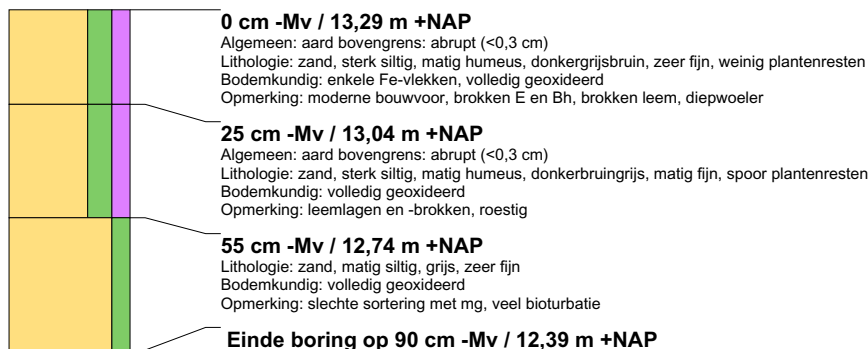 0 cm -Mv / 13,29 m +NAP
Algemeen: aard bovengrens: abrupt (<0,3 cm)
Lithologie: zand, sterk siltig, matig humeus, donkergrijsbruin, zeer fijn, weinig plantenresten
Bodemkundig: enkele Fe-vlekken, volledig geoxideerd
Opmerking: moderne bouwvoor, brokken E en Bh, brokken leem, diepwoeler
25 cm -Mv / 13,04 m +NAP
Algemeen: aard bovengrens: abrupt (<0,3 cm)
Lithologie: zand, sterk siltig, matig humeus, donkerbruingrijs, matig fijn, spoor plantenresten
Bodemkundig: volledig geoxideerd
Opmerking: leemlagen en -brokken, roestig
55 cm -Mv / 12,74 m +NAP
Lithologie: zand, matig siltig, grijs, zeer fijn
Bodemkundig: volledig geoxideerd
Opmerking: slechte sortering met mg, veel bioturbatie
Einde boring op 90 cm -Mv / 12,39 m +NAP